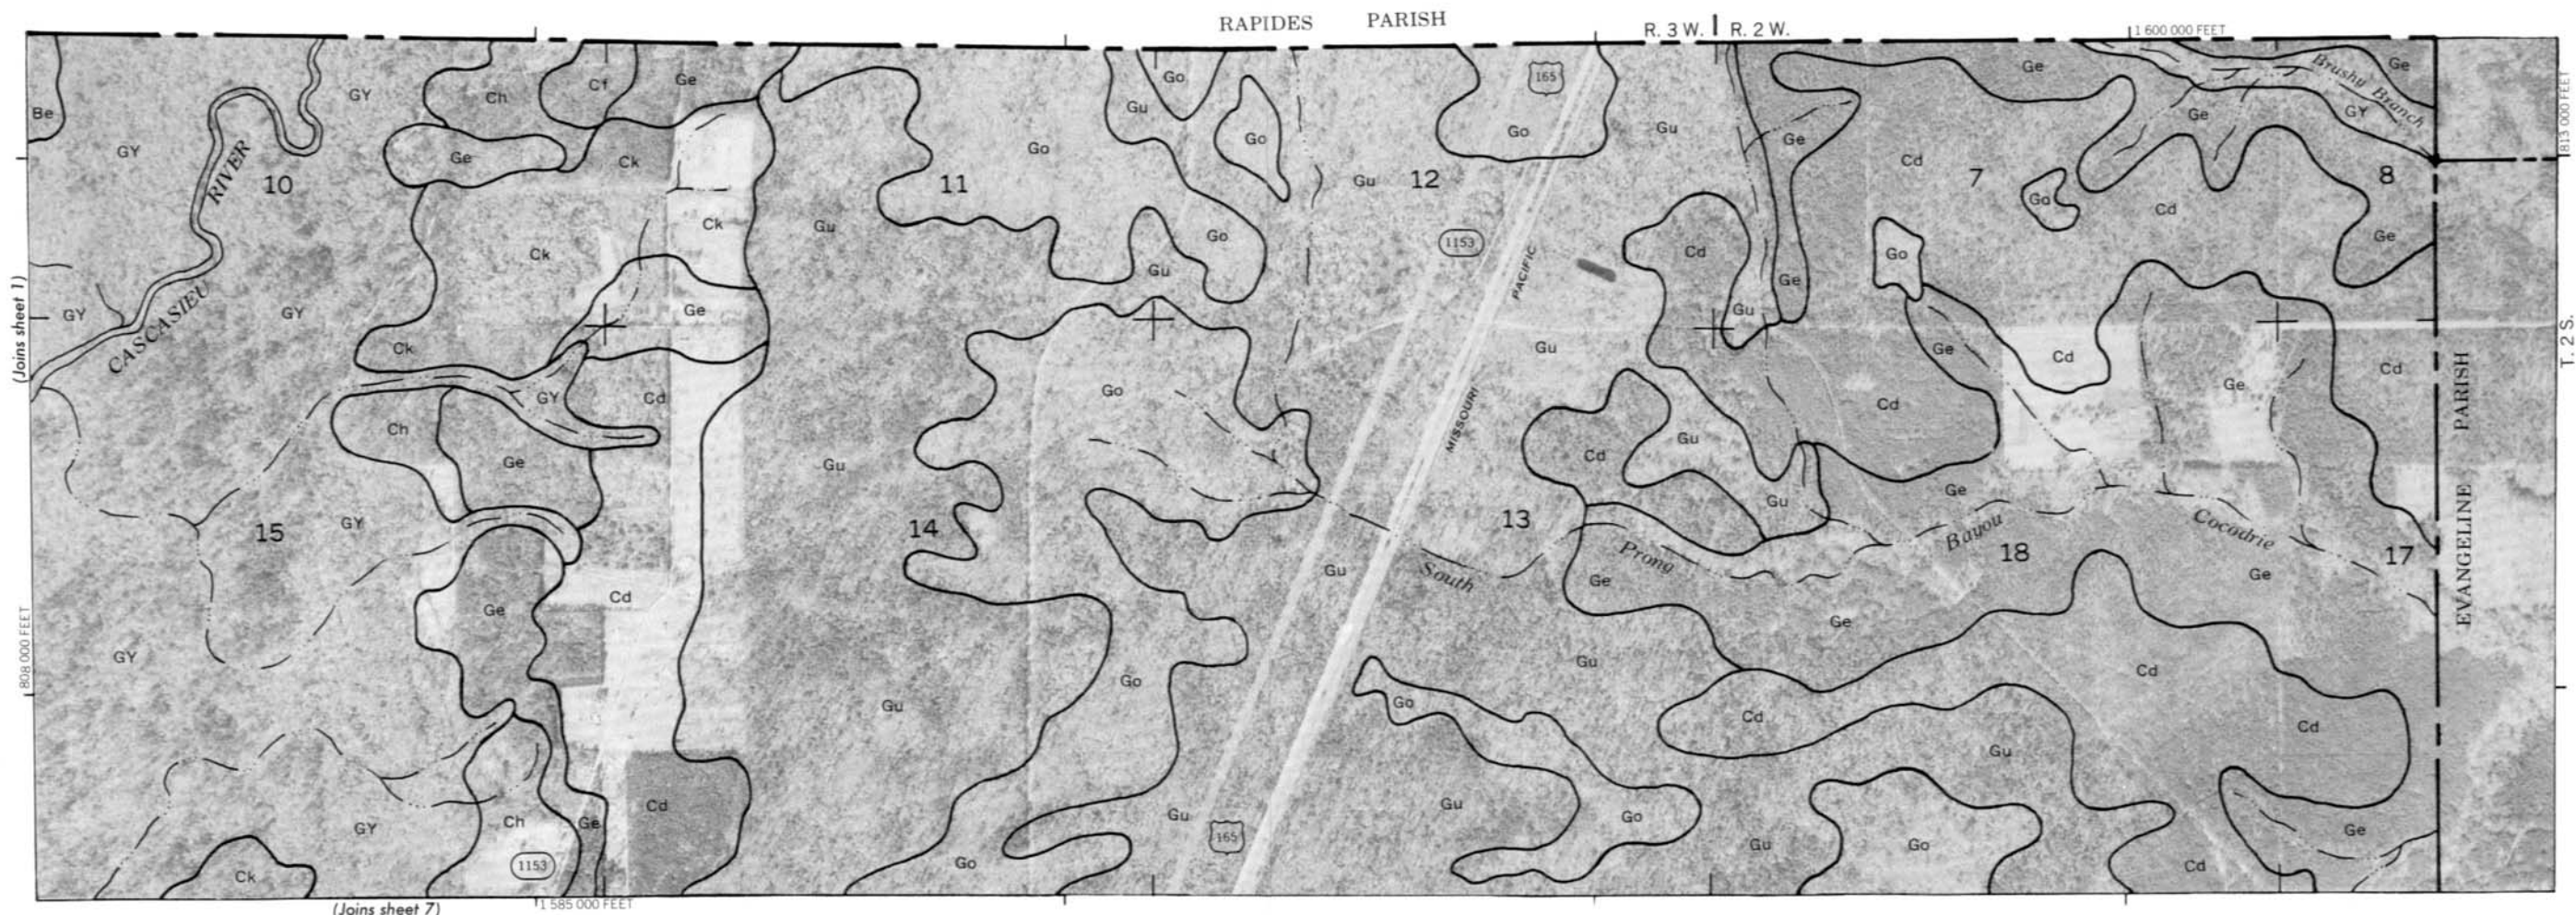 RAPIDES PARISH
R. 3 W. R. 2 W.
1 600 000 FEET
Be
GY
GY
Ch
Cf
Ge
Go
Gu
Go
165
Go
Gu
Ge
Brushy Branch
Ge
813 000 FEET
GY
RIVER
10
Ge
Ck
Go
11
Gu
12
Ge
Cd
7
Ge
GY
8
Ck
Ck
Gu
Go
Gu
1153
PACIFIC
Cd
Ge
Gu
Go
Go
Cd
Ge
(Joins sheet 1)
GY
CASCASIEU
GY
Ck
Ge
Gu
Ge
Cd
Ge
Cd
T. 2 S.
GY
Cd
Go
MISSOURI
Gu
Cd
EVANGELINE PARISH
Ch
Ge
Gu
Cd
Gu
Gu
Ge
15
GY
14
Gu
South
13
Prong
Bayou
18
Cocodrie
17
Ge
Cd
Ge
Ge
Ge
808 000 FEET
GY
Gu
Go
Go
Gu
Cd
Cd
Cd
Gu
GY
Ch
Ge
Cd
Gu
165
Gu
Go
Gu
Go
Ge
Ck
1153
Go
Cd
(Joins sheet 7)
1 585 000 FEET